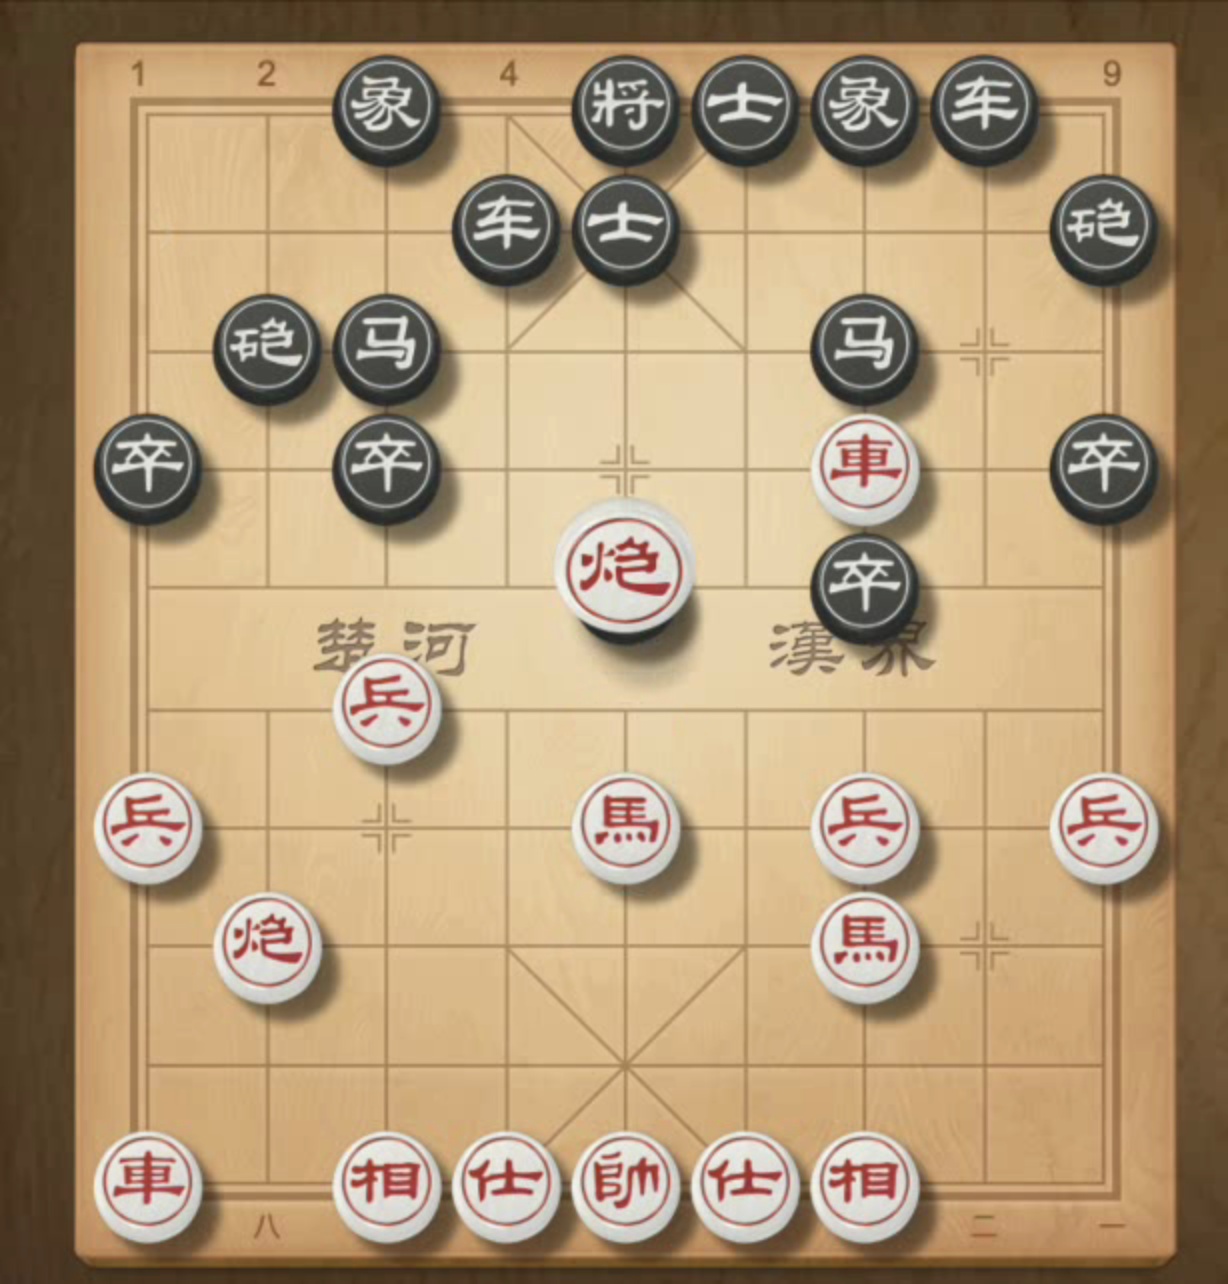 1 2 象 4 將 士 象 车 9
车 士 砲
砲 马 马
卒 卒 車 卒
炮 卒
楚河 漢界
兵
兵 馬 兵 兵
炮 馬
車 相 仕 帥 仕 相
八 二 一